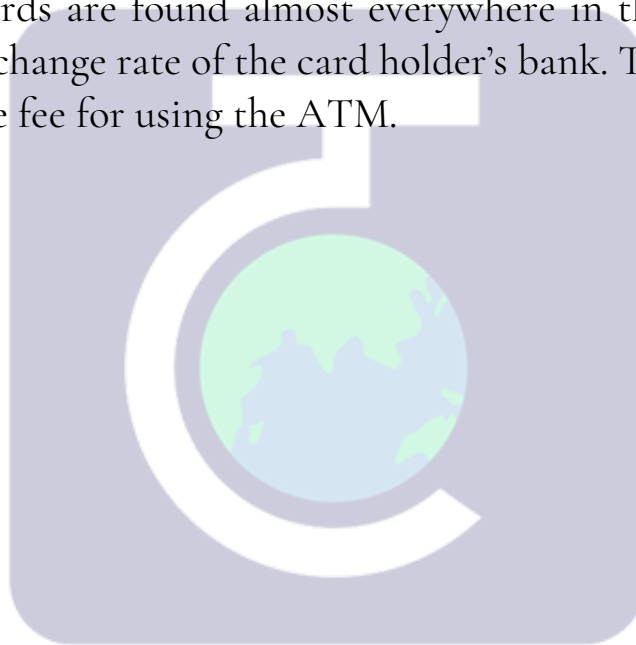 rds are found almost everywhere in th
change rate of the card holder's bank. T
e fee for using the ATM.